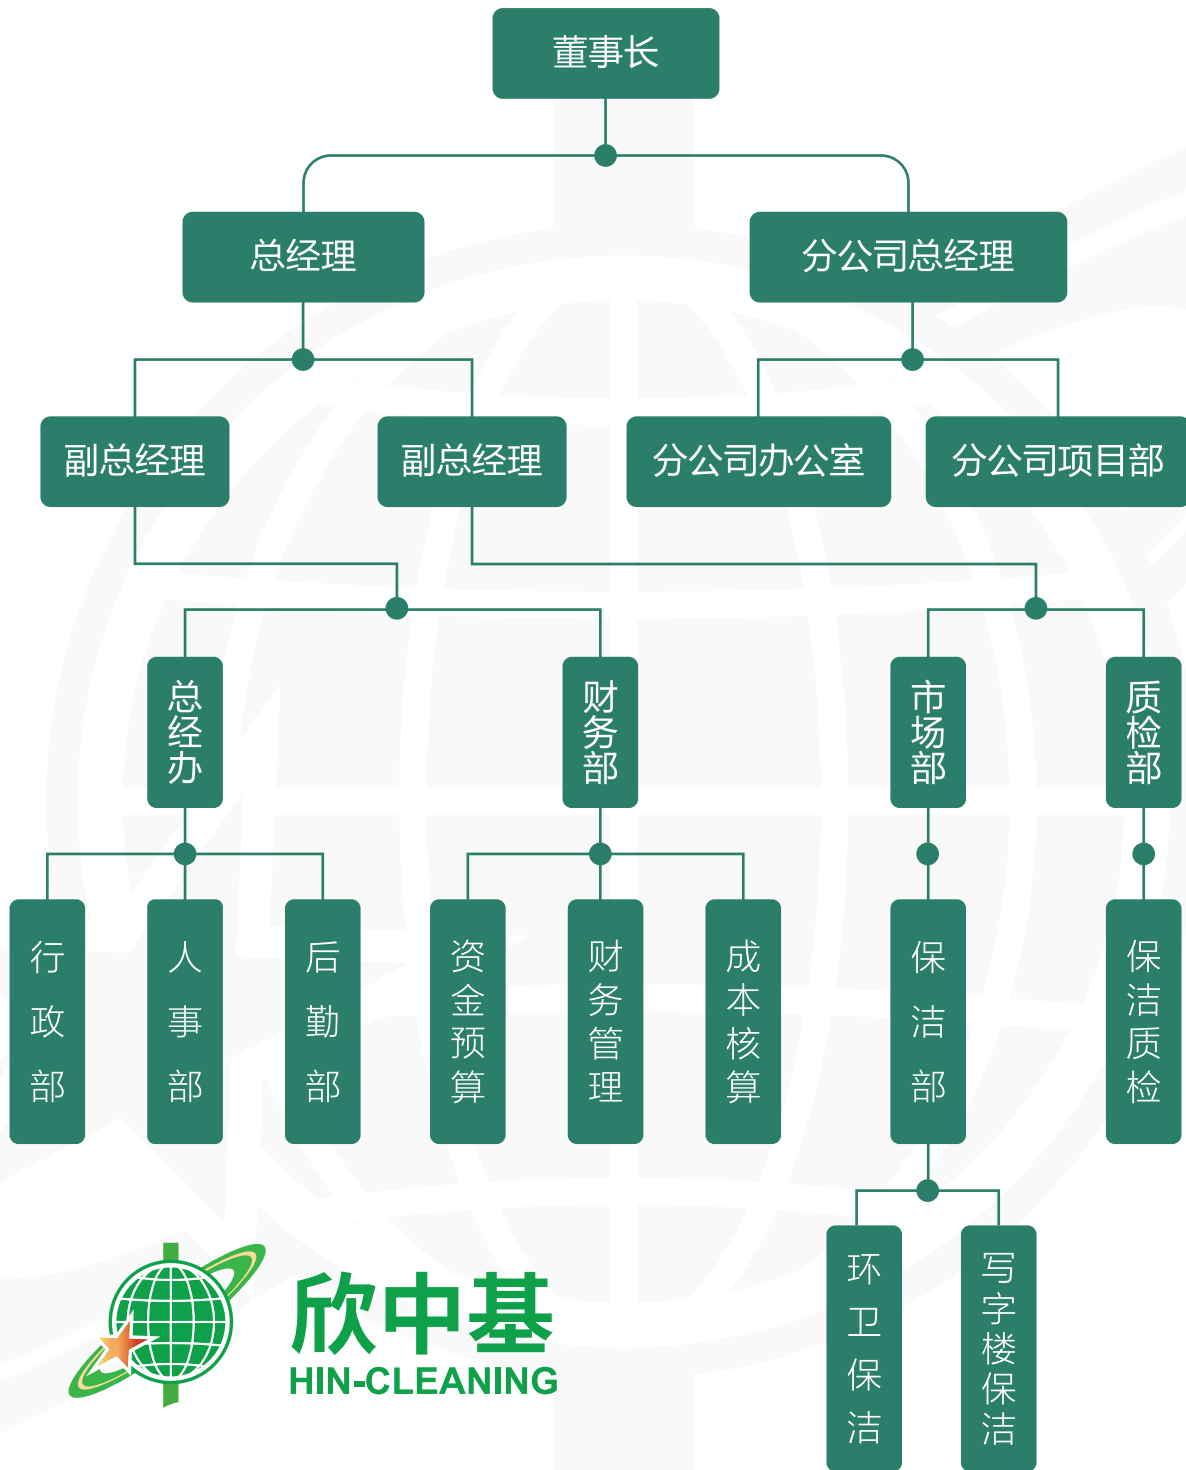 董事长
总经理
分公司总经理
副总经理
副总经理
分公司办公室
分公司项目部
总经办
财务部
市场部
质检部
行政部
人事部
后勤部
资金预算
财务管理
成本核算
保洁部
保洁质检
环卫保洁
写字楼保洁
欣中基
HIN-CLEANING